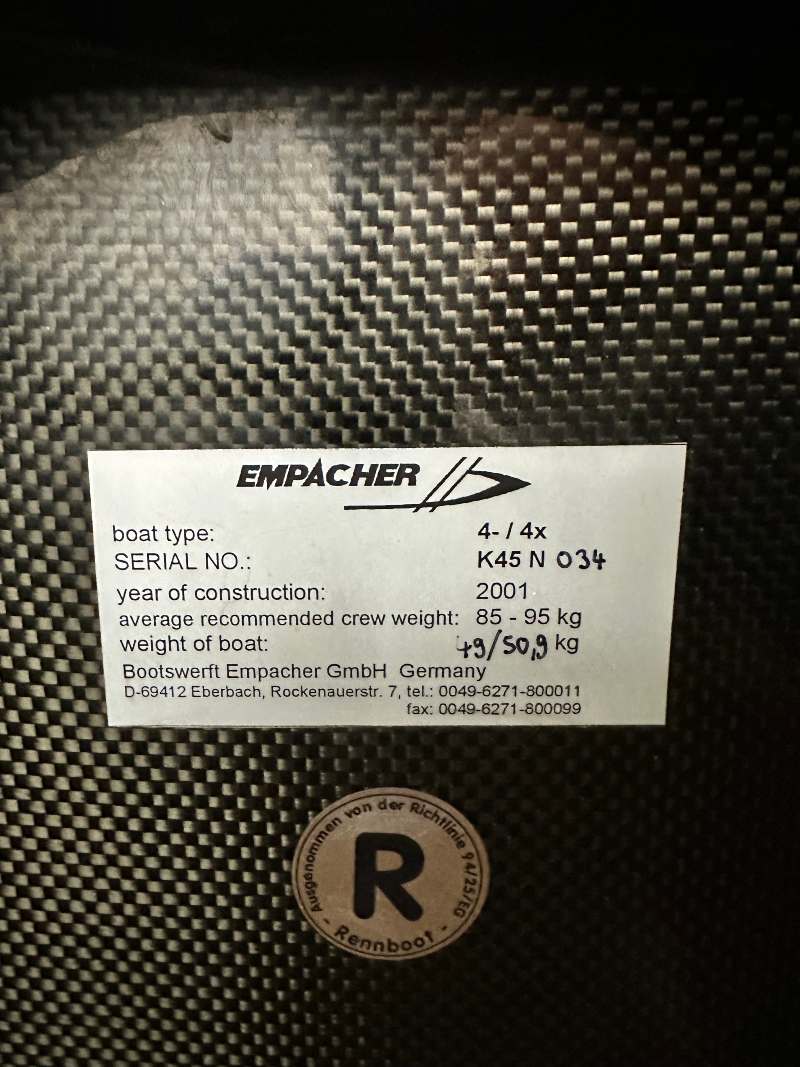 EMPACHER
boat type: 4- / 4x
SERIAL NO.: K45 N 034
year of construction: 2001
average recommended crew weight: 85 - 95 kg
weight of boat: 49/50,9 kg
Bootswerft Empacher GmbH Germany
D-69412 Eberbach, Rockenauerstr. 7, tel.: 0049-6271-800011
fax: 0049-6271-800099
- Ausgenommen von der Richtlinie 94/25/EG -
R
Rennboot